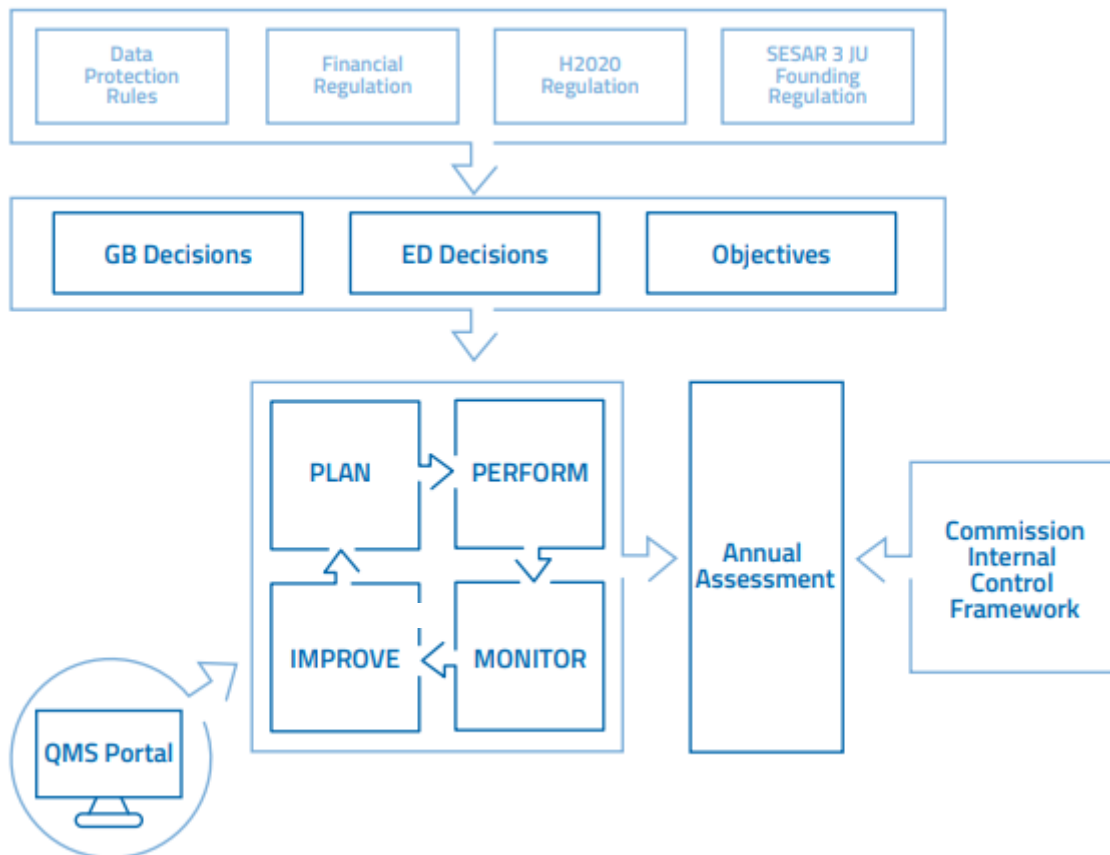 Data
Protection
Rules
Financial
Regulation
H2020
Regulation
SESAR 3 JU
Founding
Regulation
GB Decisions
ED Decisions
Objectives
PLAN
PERFORM
IMPROVE
MONITOR
Annual
Assessment
Commission
Internal
Control
Framework
QMS Portal